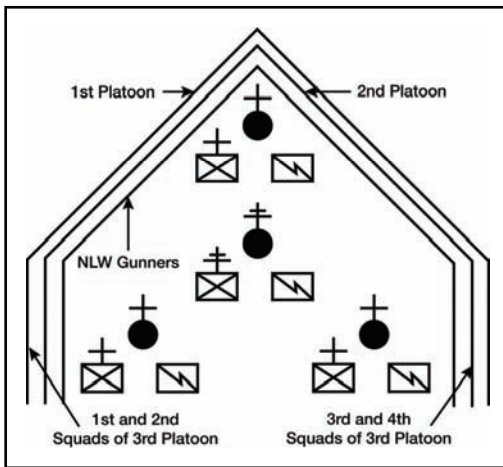 1st Platoon
2nd Platoon
NLW Gunners
1st and 2nd
Squads of 3rd Platoon
3rd and 4th
Squads of 3rd Platoon